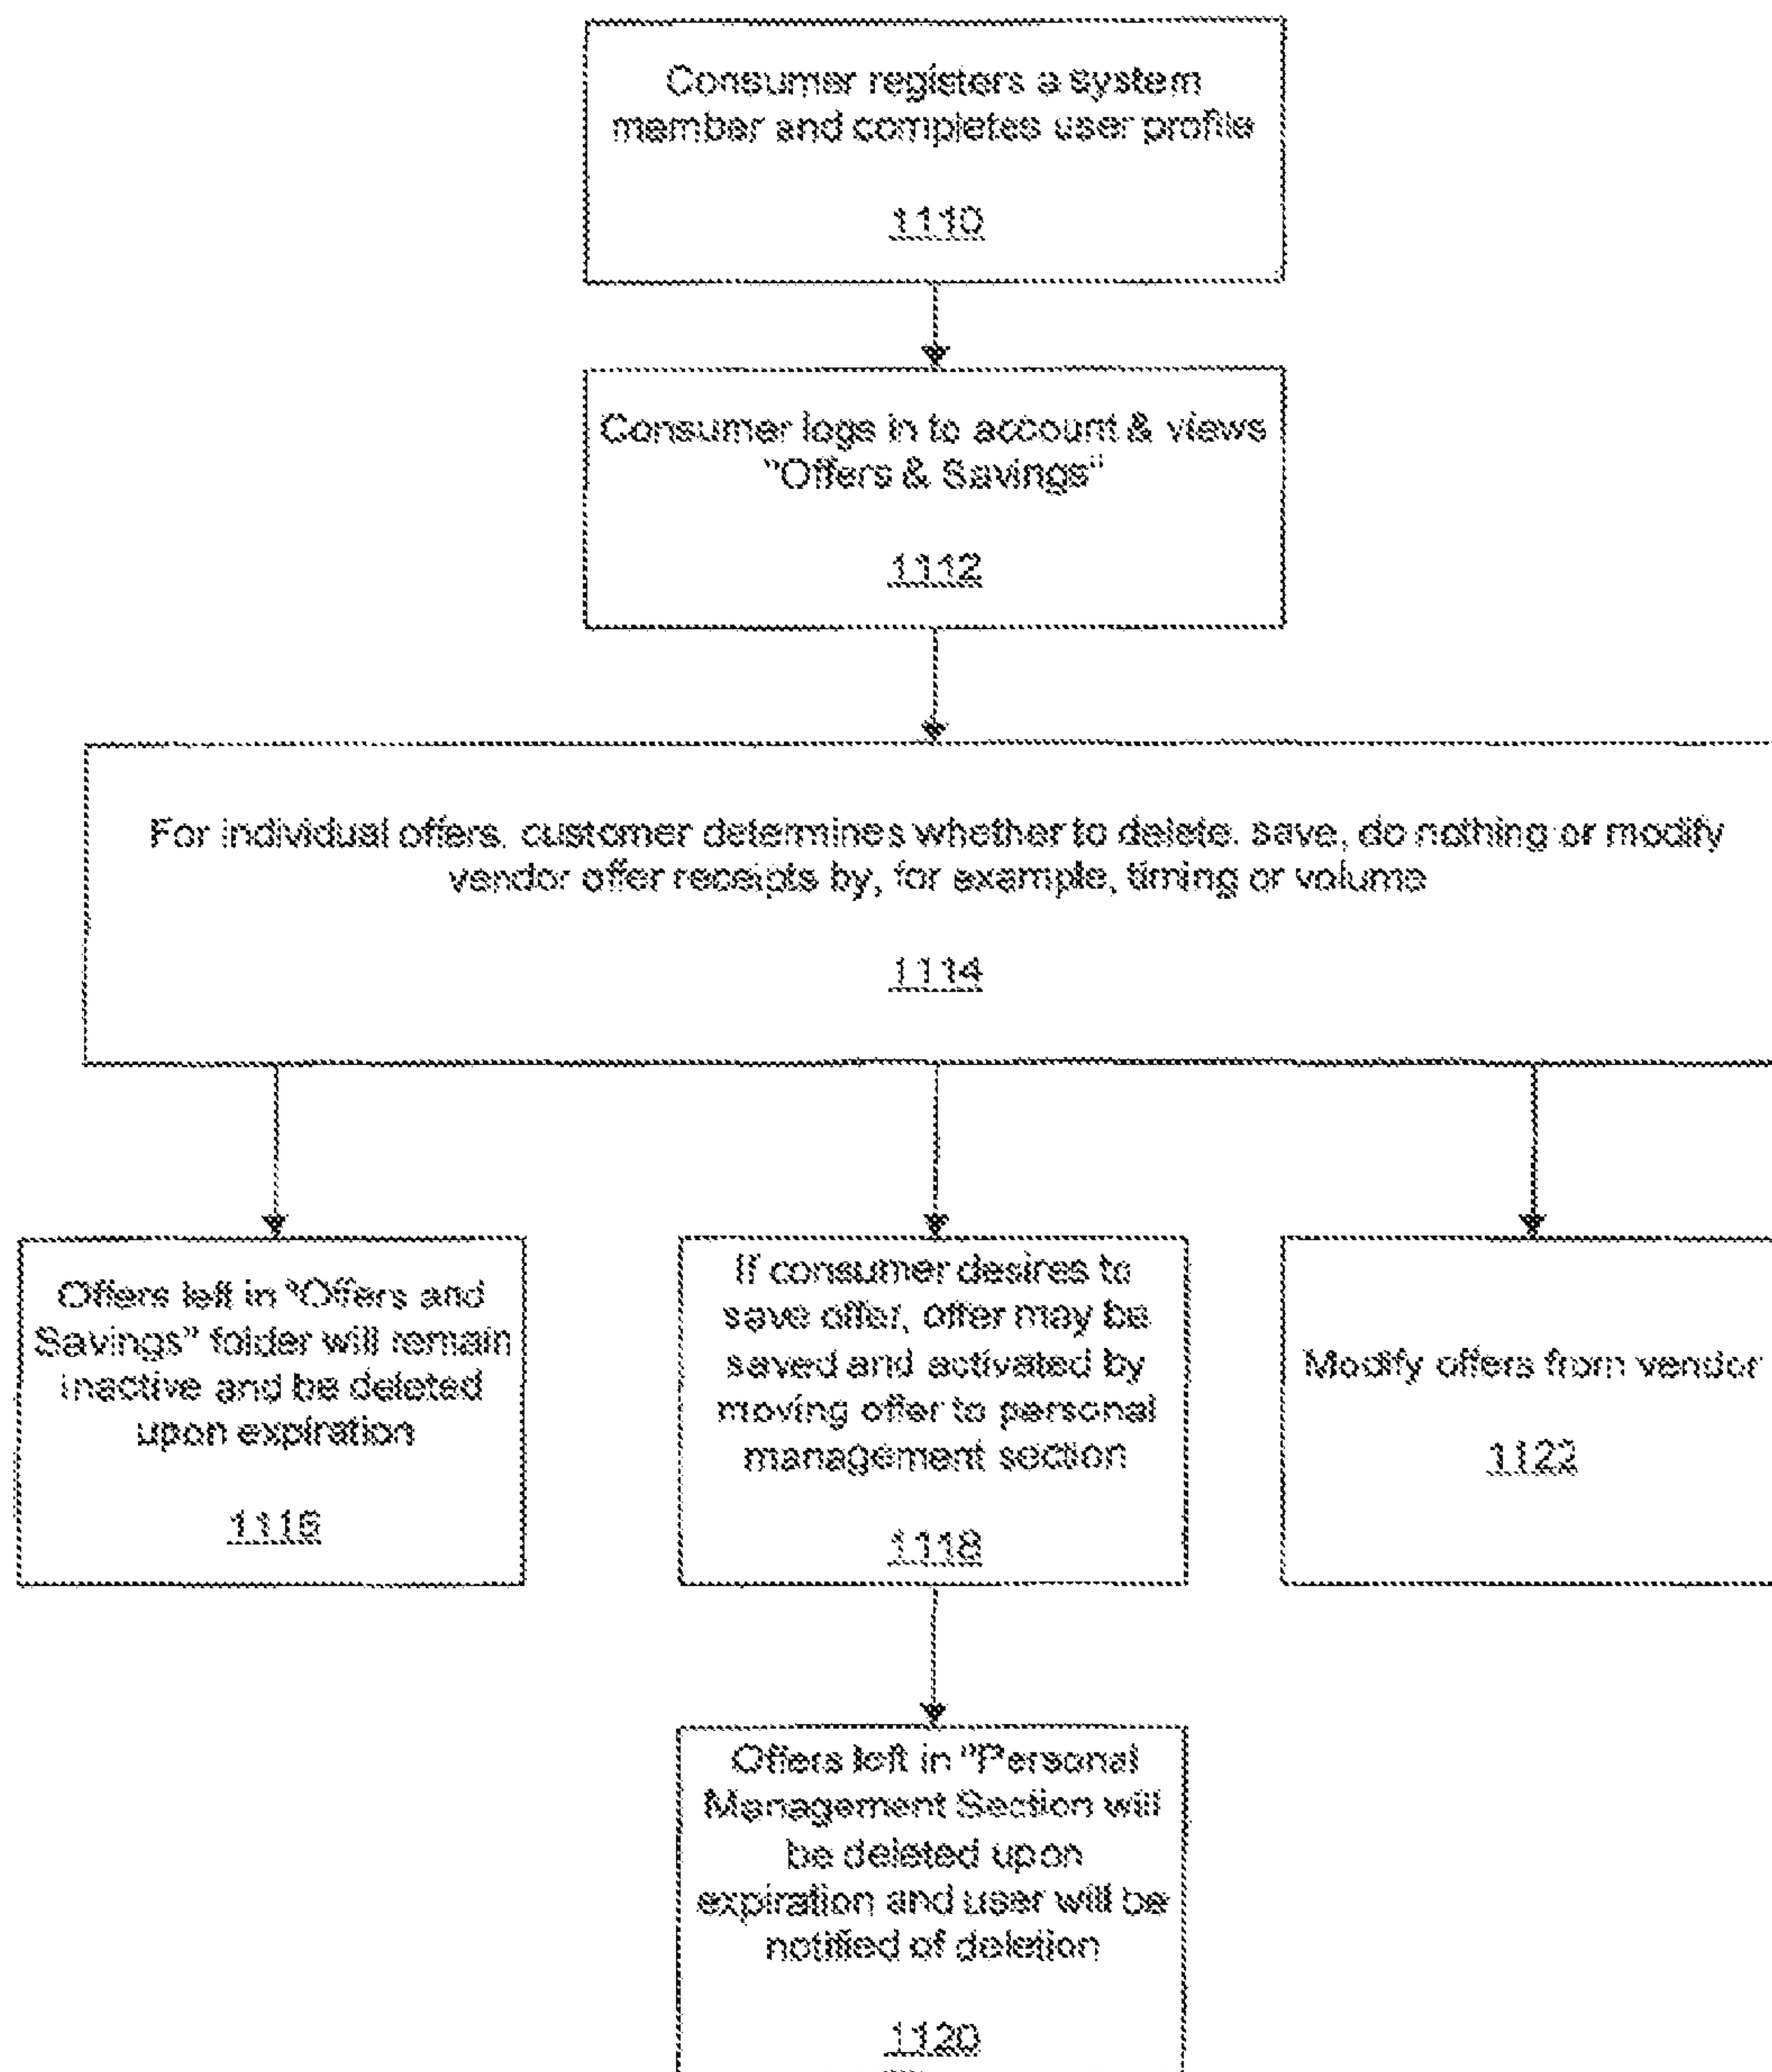 Consumer registers a system
member and completes user profile
1110
Consumer logs in to account & views
"Offers & Savings"
1112
For individual offers, customer determines whether to delete, save, do nothing or modify
vendor offer receipts by, for example, timing or volume
1114
Offers left in "Offers and
Savings" folder will remain
inactive and be deleted
upon expiration
1116
If consumer desires to
save offer, offer may be
saved and activated by
moving offer to personal
management section
1118
Modify offers from vendor
1122
Offers left in "Personal
Management Section will
be deleted upon
expiration and user will be
notified of deletion
1120